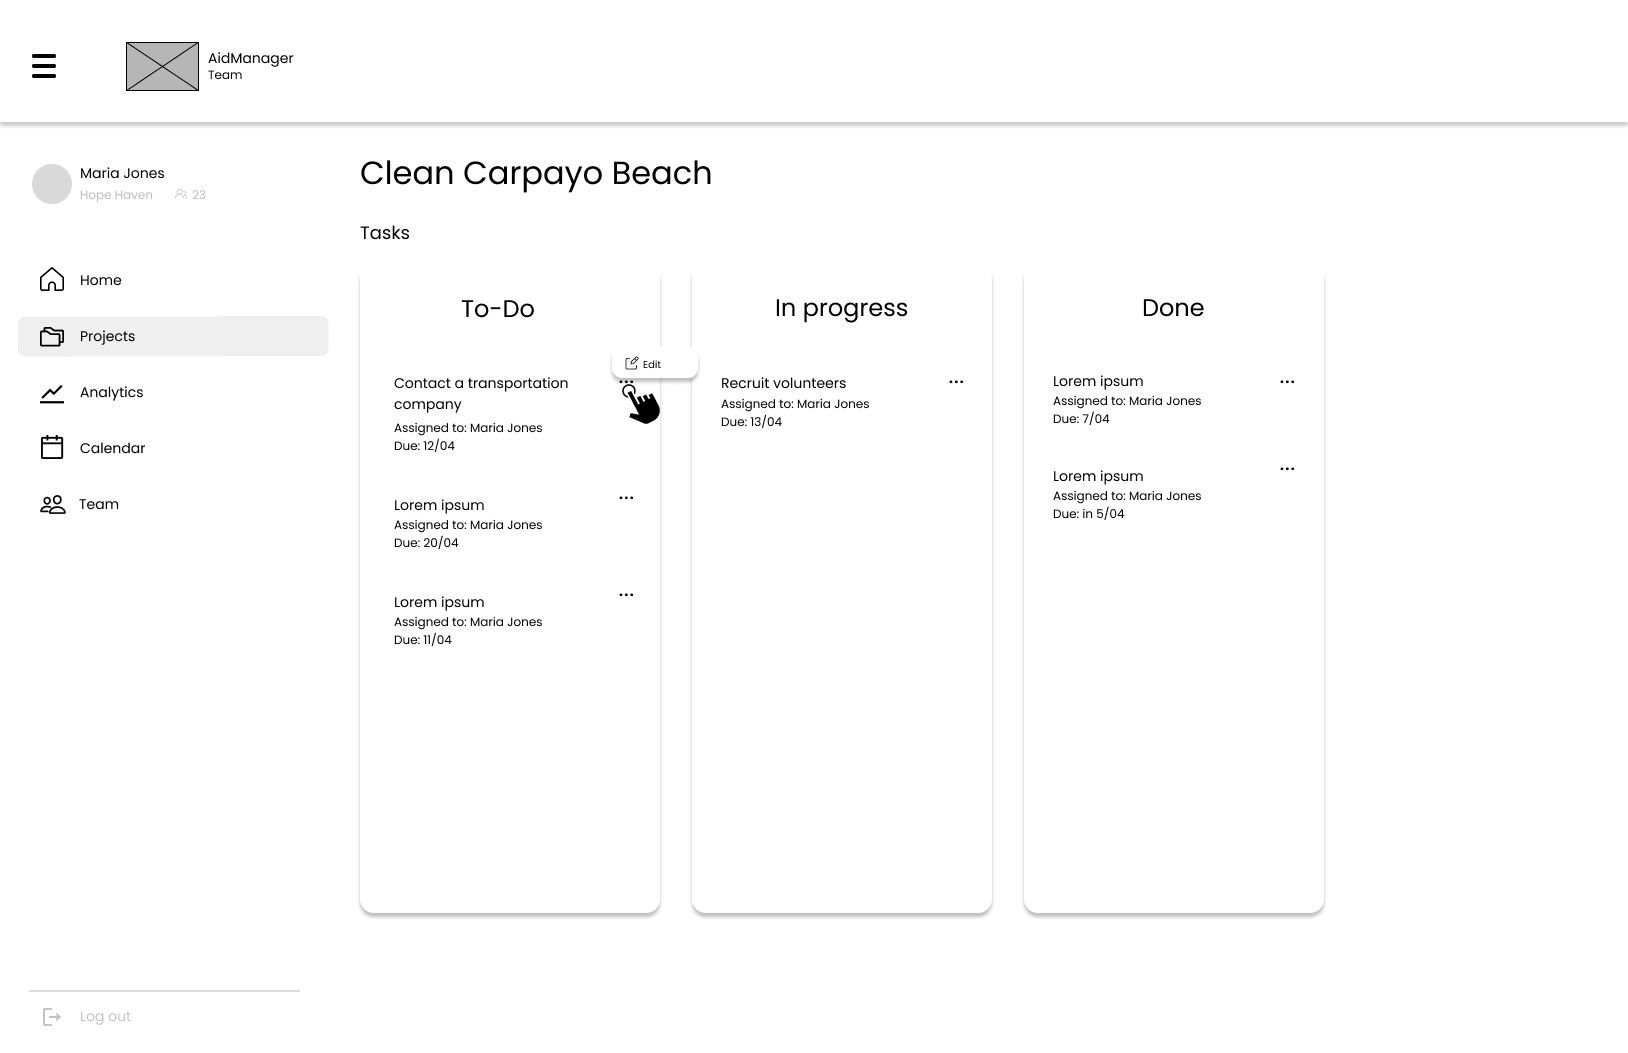 AidManager
Team
Maria Jones
Hope Haven 23
Home
Projects
Analytics
Calendar
Team
Log out
Clean Carpayo Beach
Tasks
To-Do
Edit
Contact a transportation
company
Assigned to: Maria Jones
Due: 12/04
Lorem ipsum
Assigned to: Maria Jones
Due: 20/04
Lorem ipsum
Assigned to: Maria Jones
Due: 11/04
In progress
Recruit volunteers
Assigned to: Maria Jones
Due: 13/04
Done
Lorem ipsum
Assigned to: Maria Jones
Due: 7/04
Lorem ipsum
Assigned to: Maria Jones
Due: in 5/04